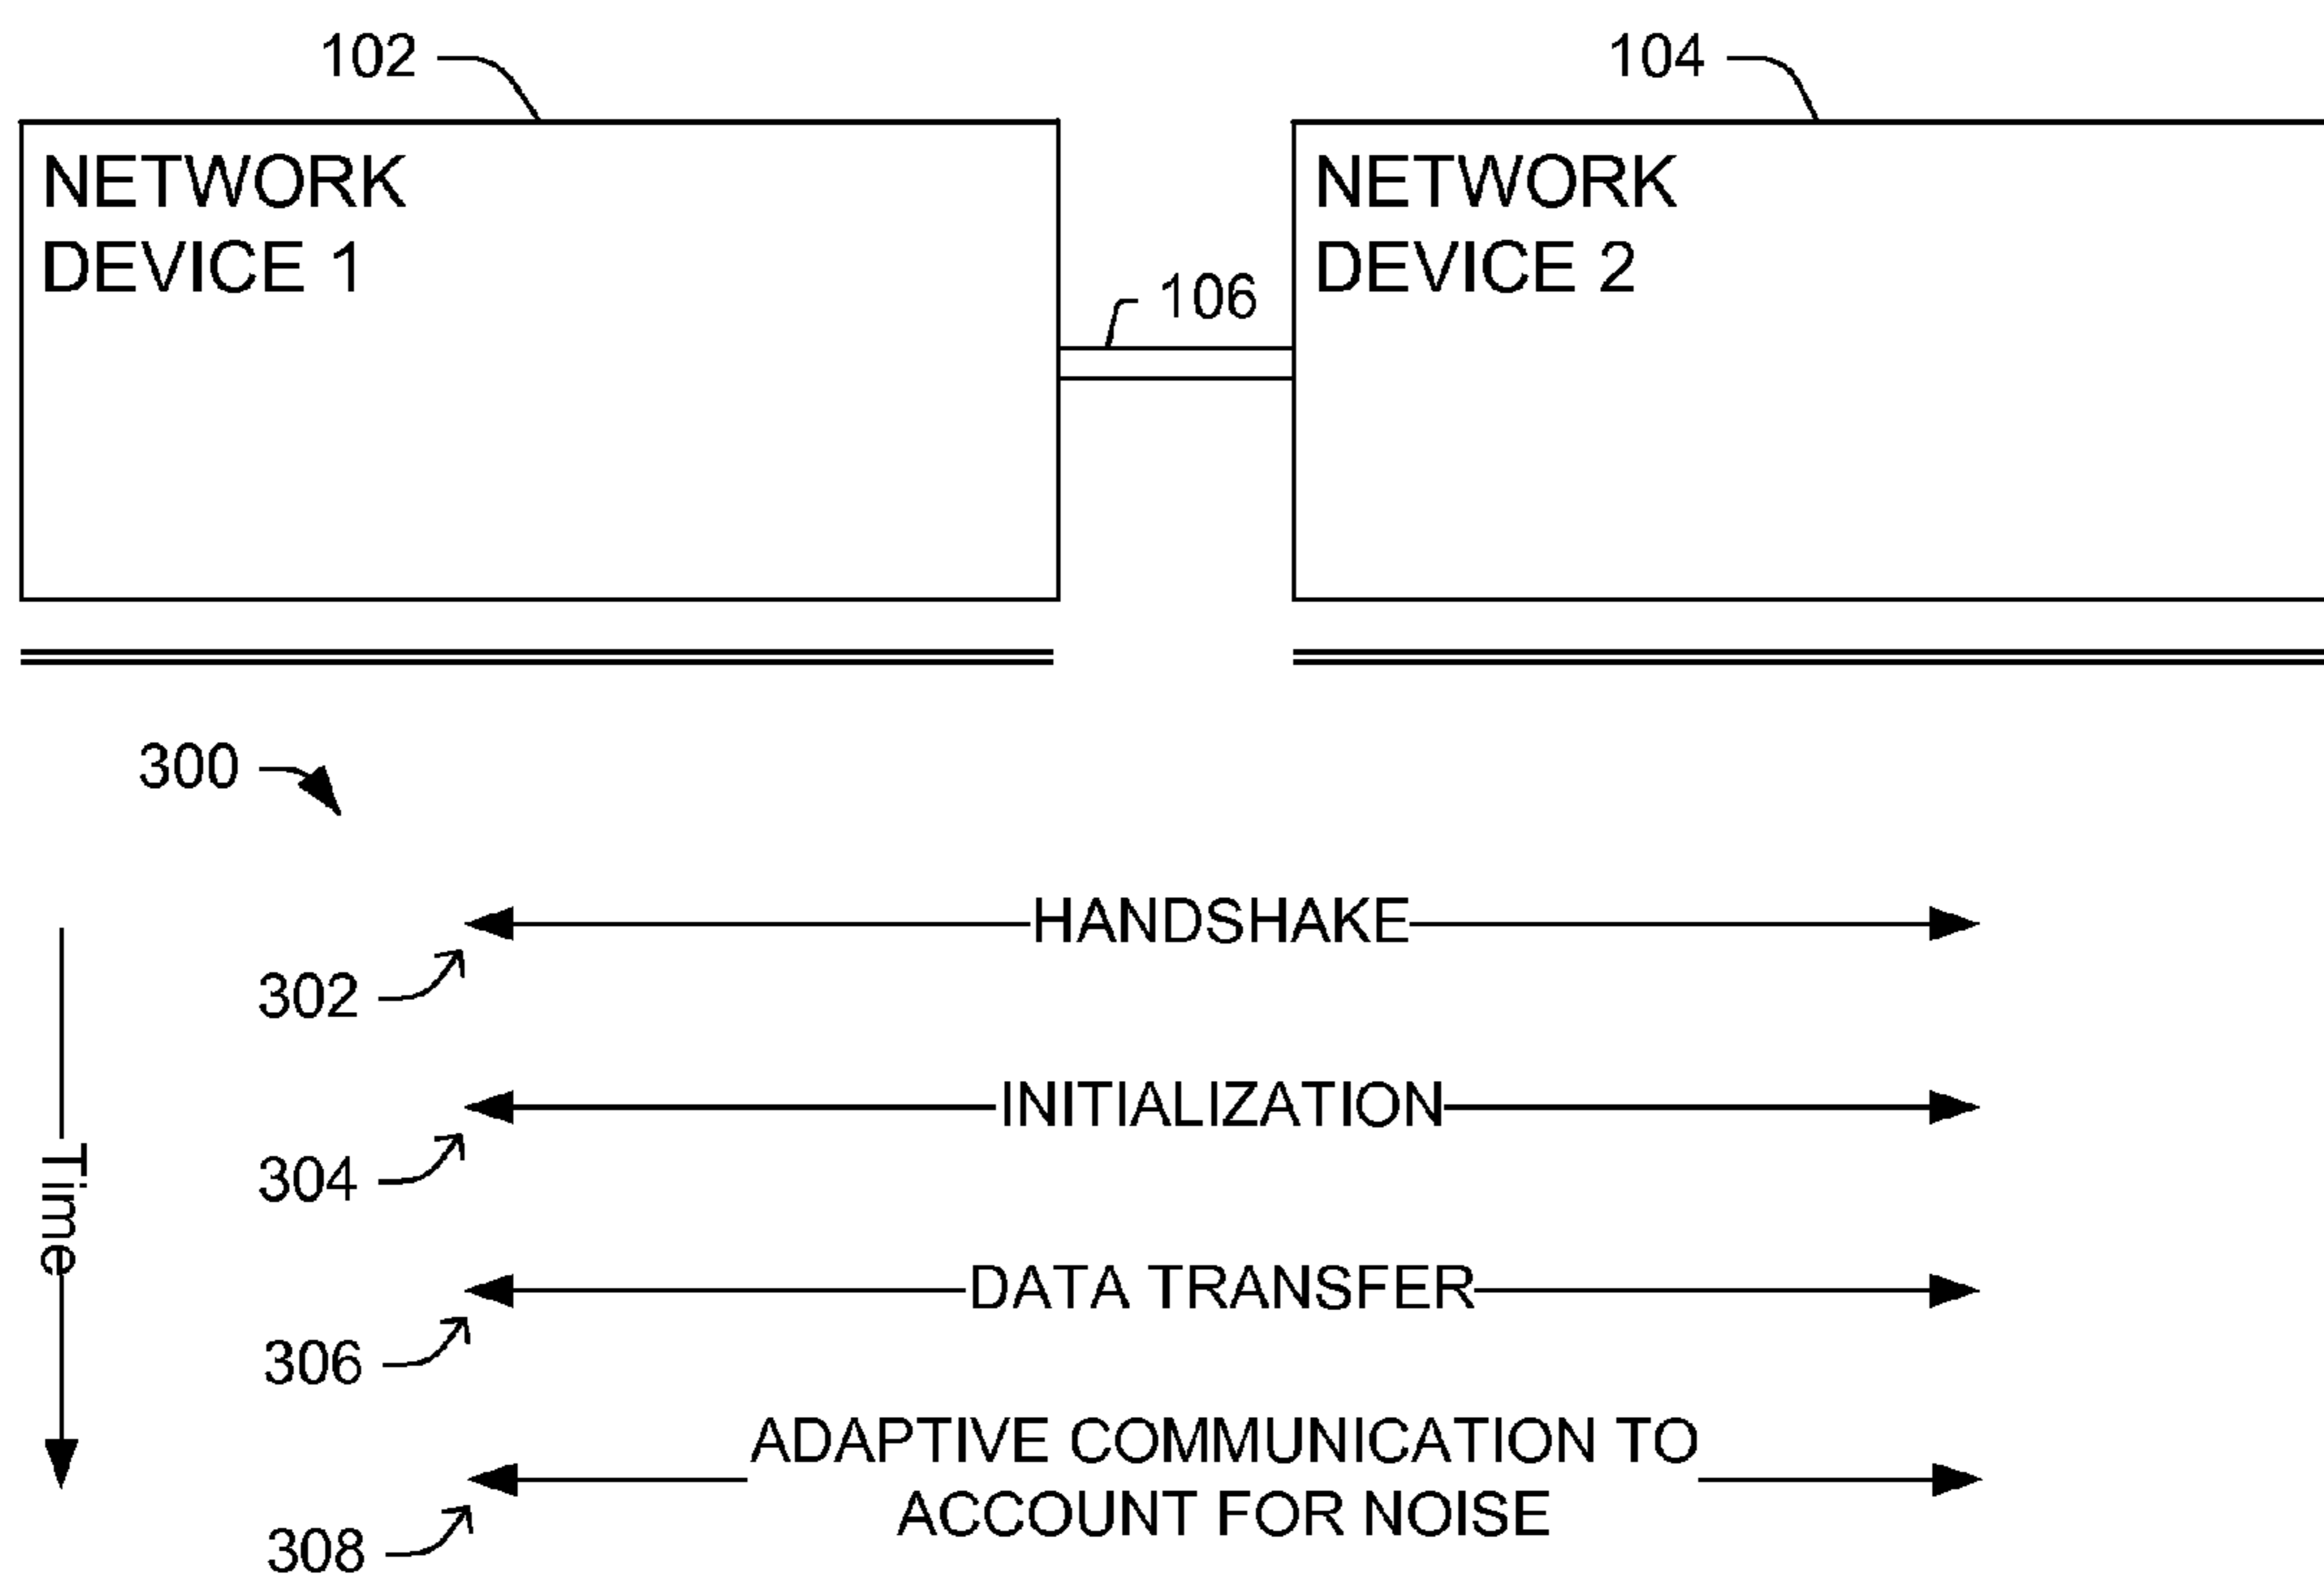 102
104
NETWORK
DEVICE 1
NETWORK
DEVICE 2
106
300
HANDSHAKE
302
INITIALIZATION
304
Time
DATA TRANSFER
306
ADAPTIVE COMMUNICATION TO
ACCOUNT FOR NOISE
308